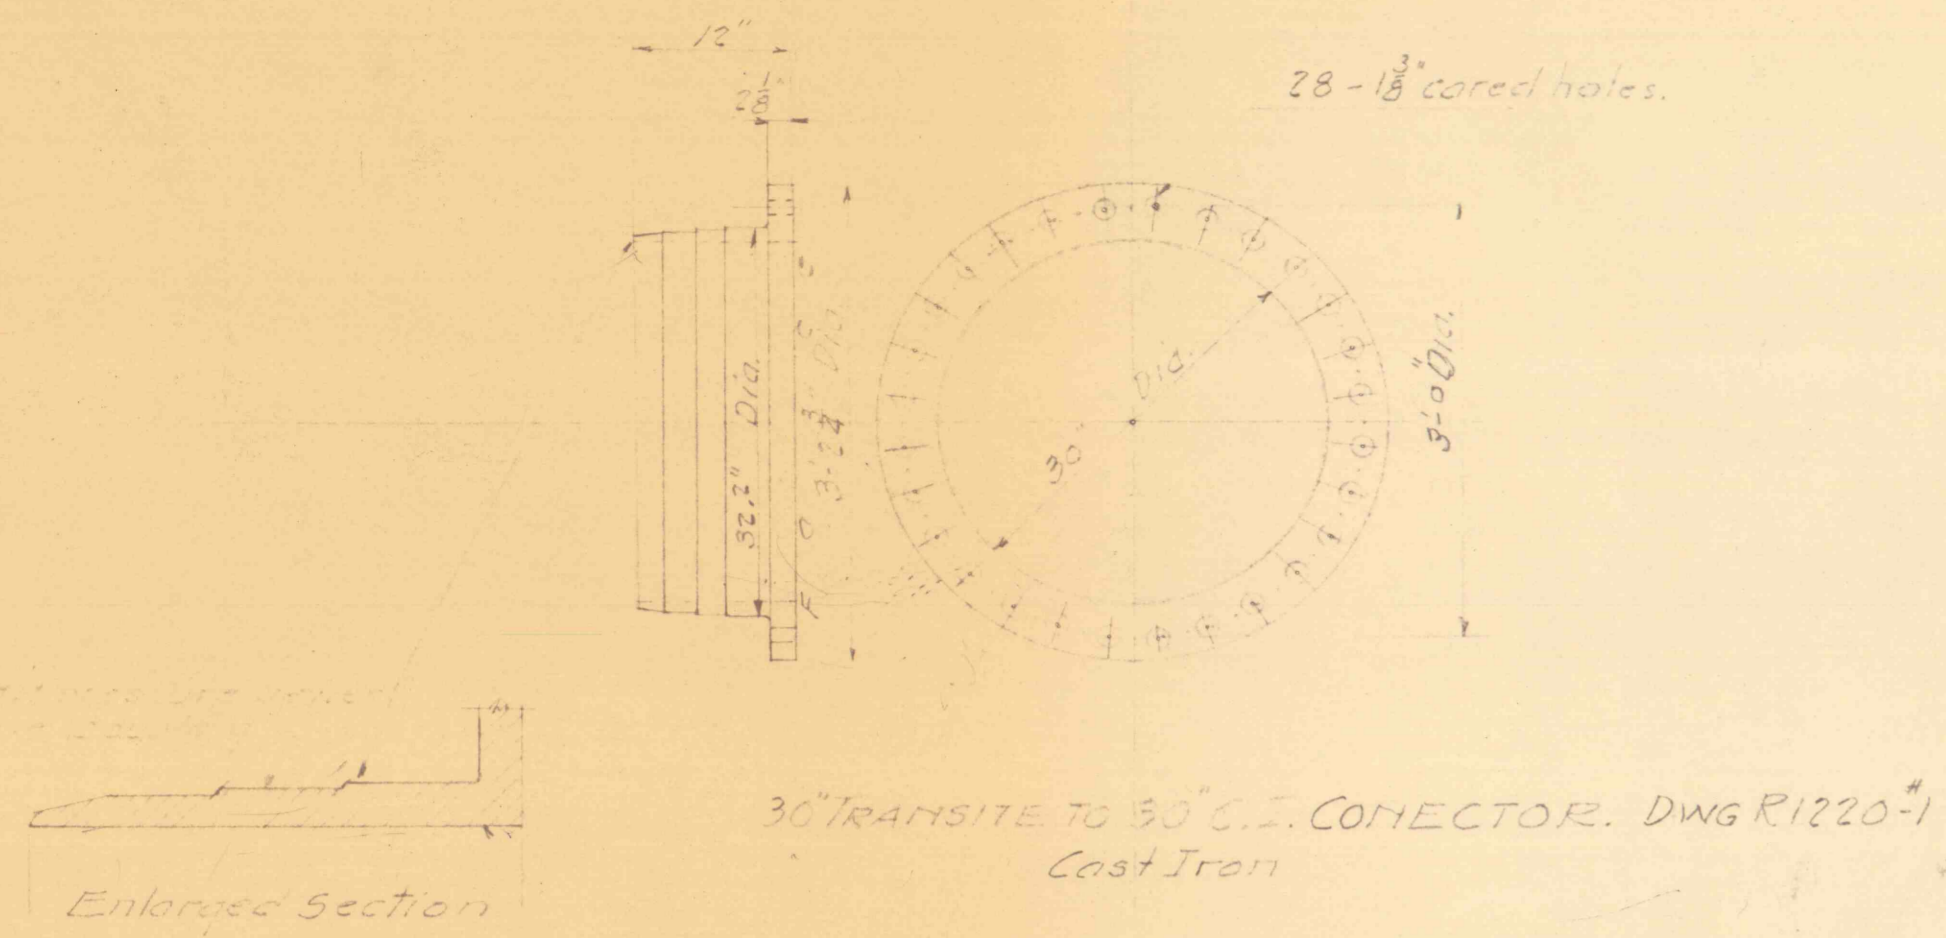 12"
2 1/8"
28 - 1 3/8" cored holes.
32.2" Dia.
3'-2 3/4" Dia.
30" Dia.
3'-0" Dia.
30" TRANSITE TO 30" C.I. CONECTOR. DWG R1220-#1
Cast Iron
Enlarged Section